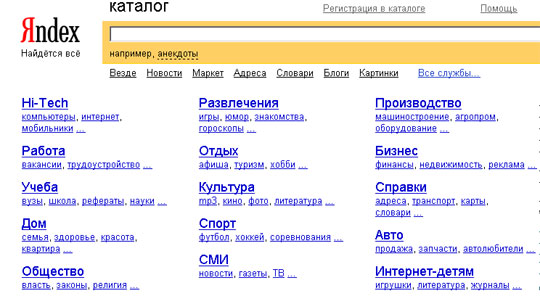 каталог
Регистрация в каталоге Помощь
Яndex
Найдётся всё
например, анекдоты
Везде Новости Маркет Адреса Словари Блоги Картинки Все службы...
Hi-Tech
компьютеры, интернет,
мобильники ...
Работа
вакансии, трудоустройство ...
Учеба
вузы, школа, рефераты, науки ...
Дом
семья, здоровье, красота,
квартира ...
Общество
власть, законы, религия ...
Развлечения
игры, юмор, знакомства,
гороскопы ...
Отдых
афиша, туризм, хобби ...
Культура
mp3, кино, фото, литература ...
Спорт
футбол, хоккей, соревнования ...
СМИ
новости, газеты, ТВ ...
Производство
машиностроение, агропром,
оборудование ...
Бизнес
финансы, недвижимость, реклама ...
Справки
адреса, транспорт, карты,
словари ...
Авто
продажа, запчасти, автолюбители ...
Интернет-детям
игрушки, литература, журналы ...